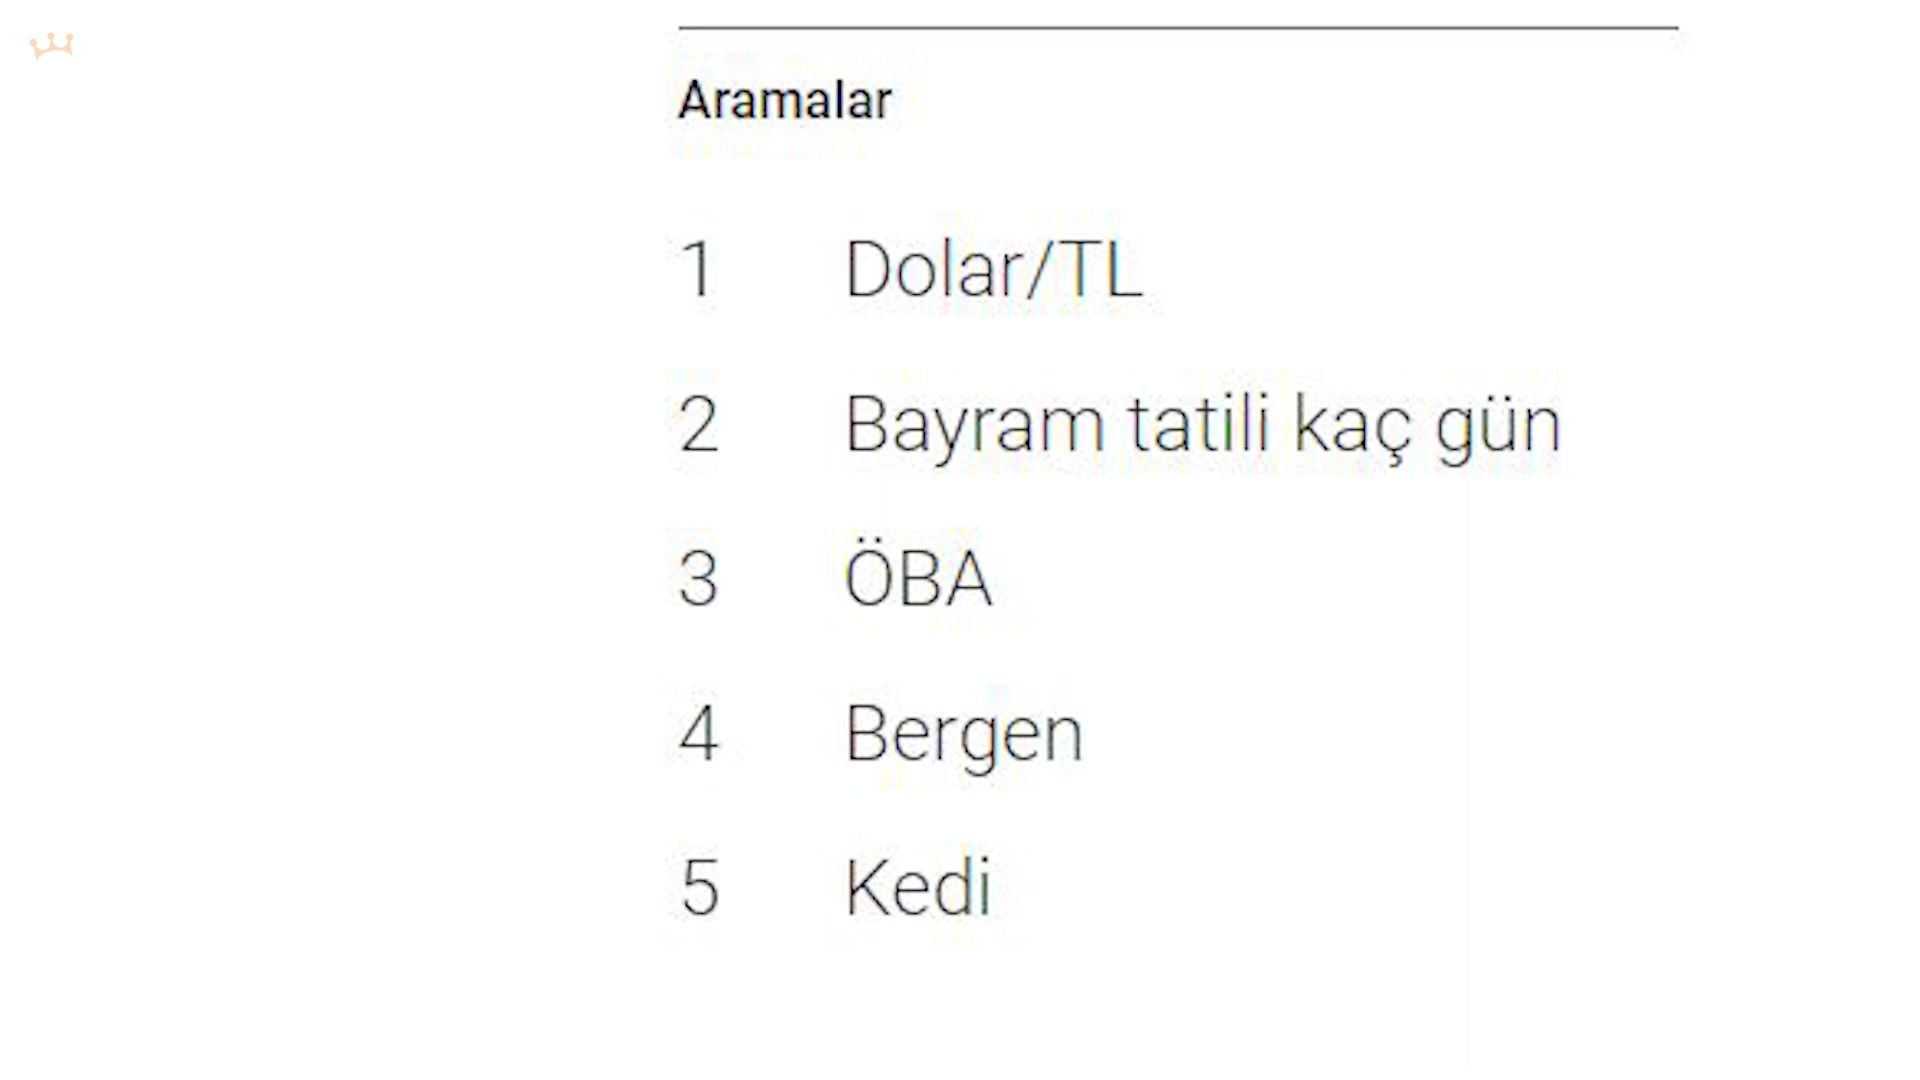 Aramalar
1 Dolar/TL
2 Bayram tatili kaç gün
3 ÖBA
4 Bergen
5 Kedi